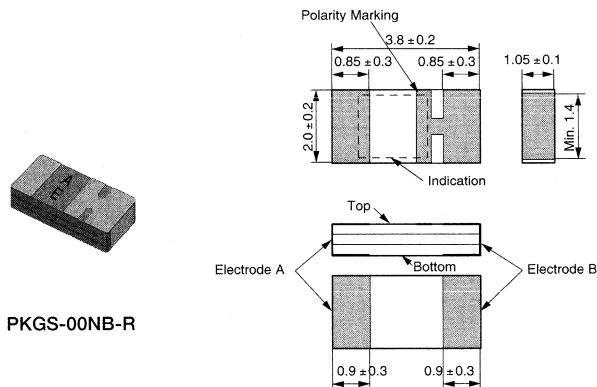 Polarity Marking
3.8 ±0.2
0.85 ±0.3 0.85 ±0.3 1.05 ±0.1
2.0 ±0.2
Min. 1.4
Indication
A E
Top
Electrode A Bottom Electrode B
PKGS-00NB-R
0.9 ±0.3 0.9 ±0.3